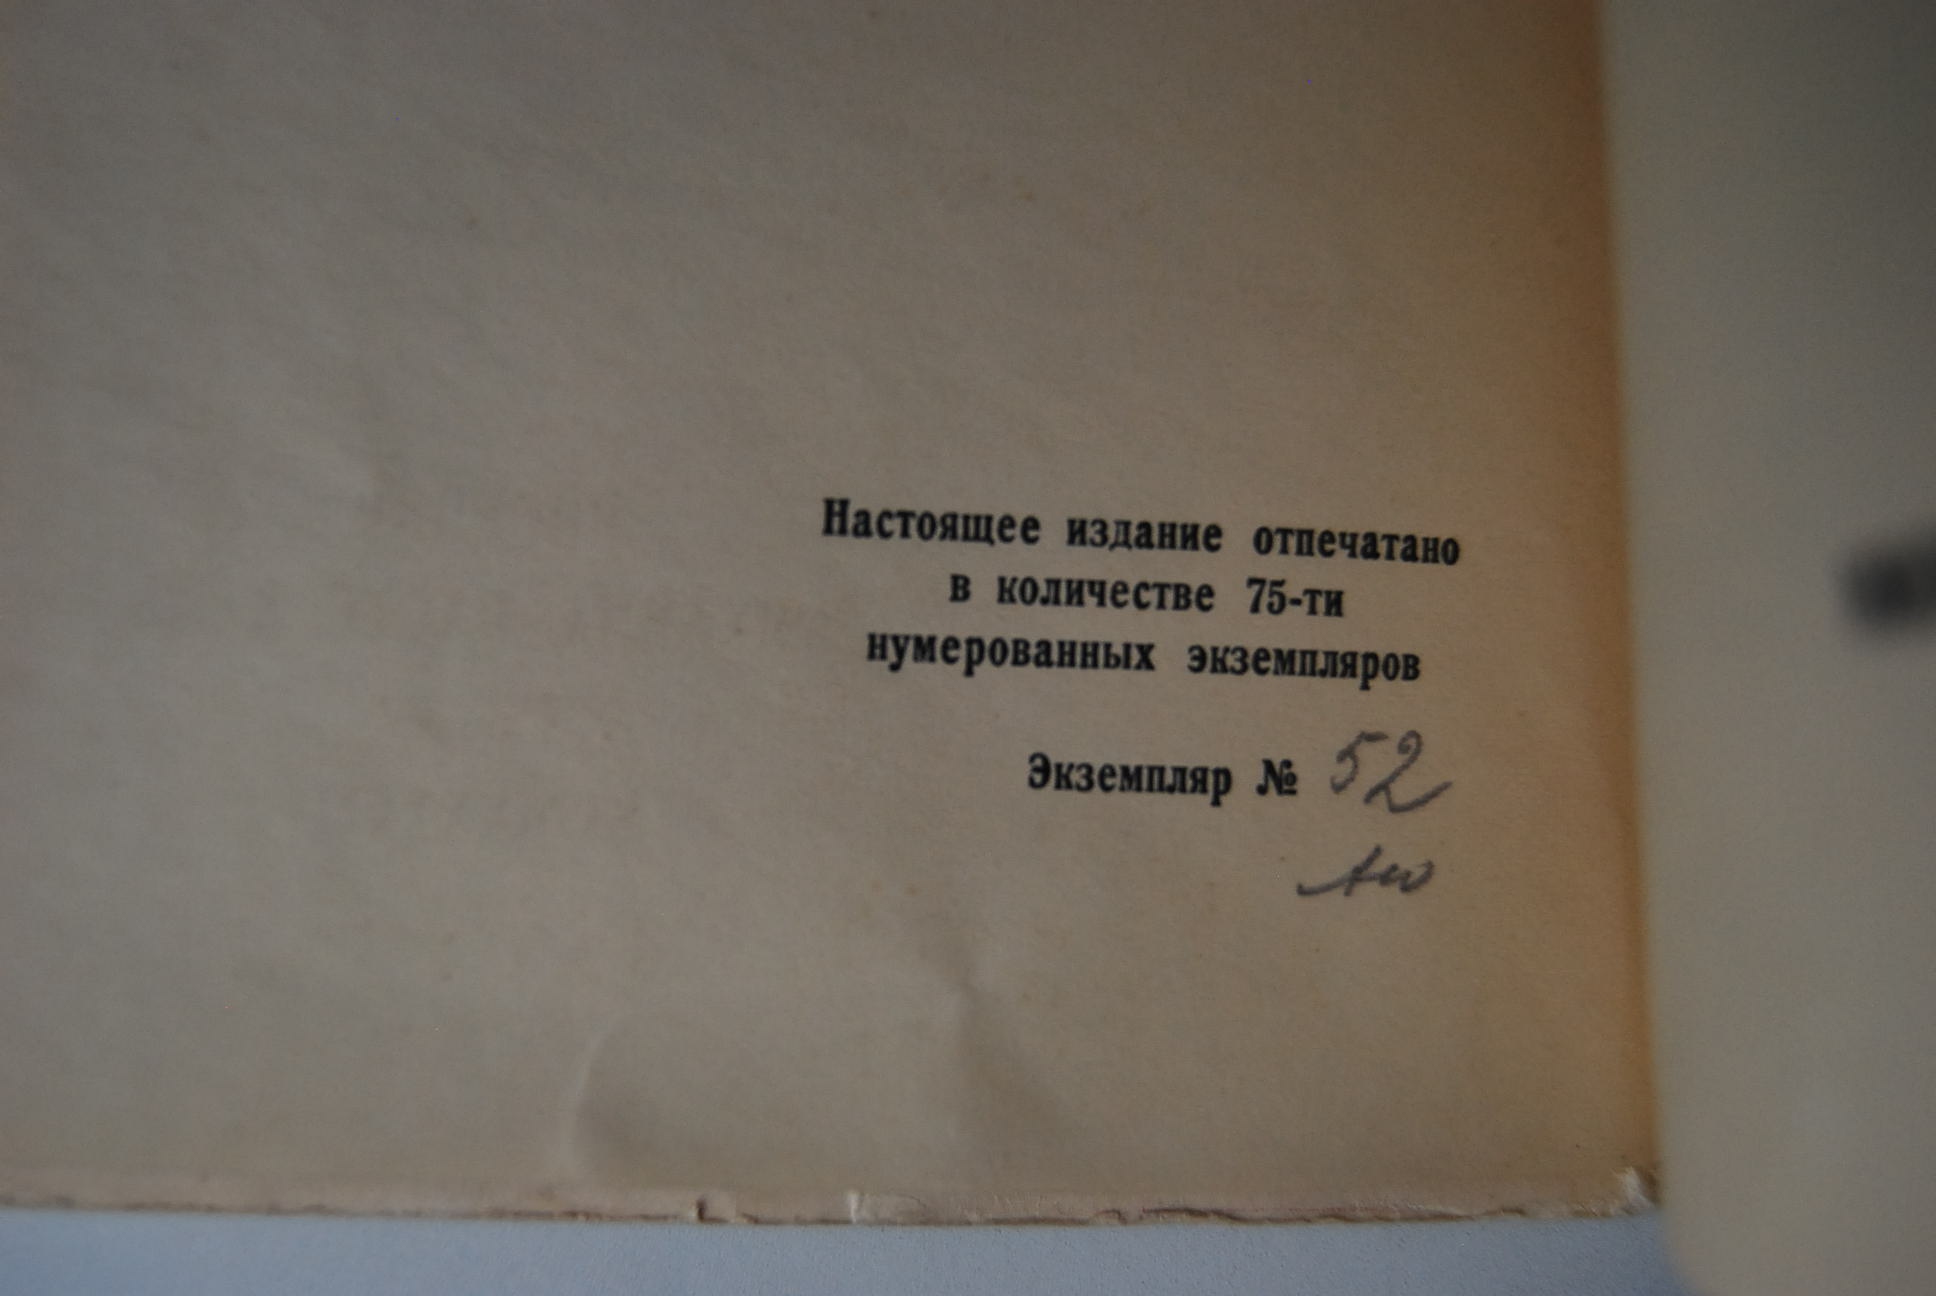 Настоящее издание отпечатано
в количестве 75-ти
нумерованных экземпляров
Экземпляр № 52